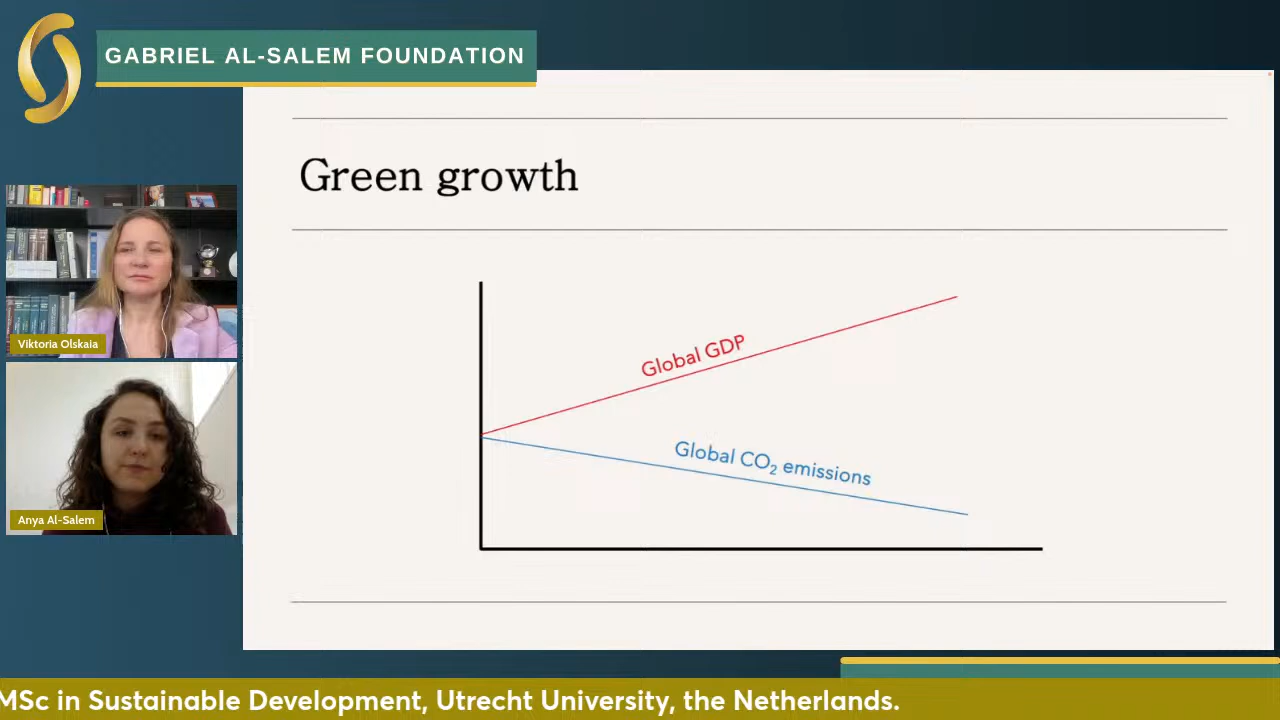 GABRIEL AL-SALEM FOUNDATION
Green growth
Global GDP
Global CO₂ emissions
Viktoria Olskaia
Anya Al-Salem
MSc in Sustainable Development, Utrecht University, the Netherlands.